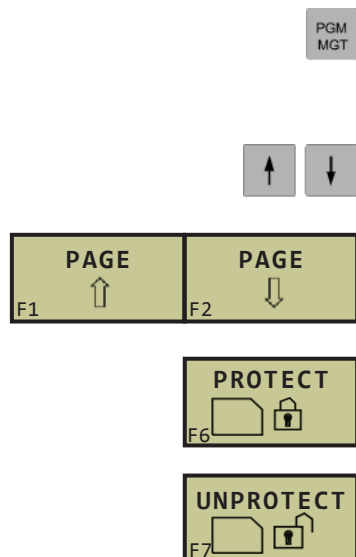 PGM
MGT
PAGE PAGE
F1 F2
PROTECT
F6
UNPROTECT
F7